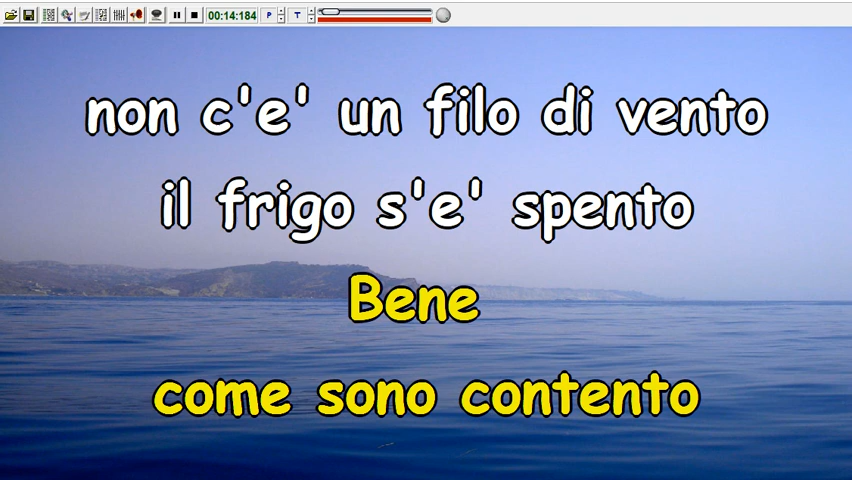 00:14:184
P
T
non c'e' un filo di vento
il frigo s'e' spento
Bene
come sono contento